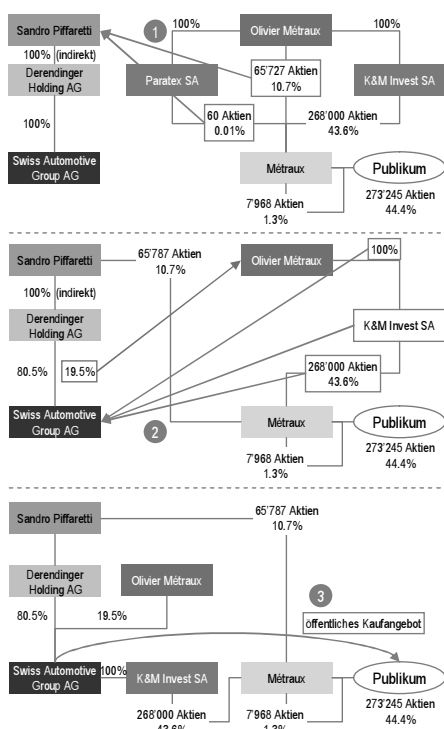 Sandro Piffaretti
100% (indirekt)
Derendinger
Holding AG
100%
Swiss Automotive
Group AG
1
100%
Olivier Métraux
100%
Paratex SA
65'727 Aktien
10.7%
K&M Invest SA
60 Aktien
0.01%
268'000 Aktien
43.6%
Métraux
Publikum
7'968 Aktien
1.3%
273'245 Aktien
44.4%
Sandro Piffaretti
65'787 Aktien
10.7%
Olivier Métraux
100%
100% (indirekt)
Derendinger
Holding AG
K&M Invest SA
80.5%
19.5%
268'000 Aktien
43.6%
Swiss Automotive
Group AG
2
Métraux
Publikum
7'968 Aktien
1.3%
273'245 Aktien
44.4%
Sandro Piffaretti
65'787 Aktien
10.7%
Derendinger
Holding AG
Olivier Métraux
3
80.5%
19.5%
öffentliches Kaufangebot
Swiss Automotive
Group AG
100%
K&M Invest SA
Métraux
Publikum
268'000 Aktien
43.6%
7'968 Aktien
1.3%
273'245 Aktien
44.4%